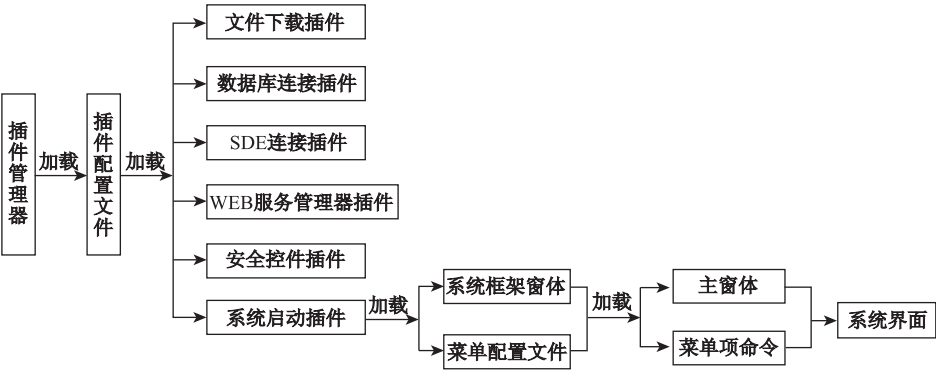 插件管理器
加载
插件配置文件
加载
文件下载插件
数据库连接插件
SDE连接插件
WEB服务管理器插件
安全控件插件
系统启动插件
加载
系统框架窗体
菜单配置文件
加载
主窗体
菜单项命令
系统界面